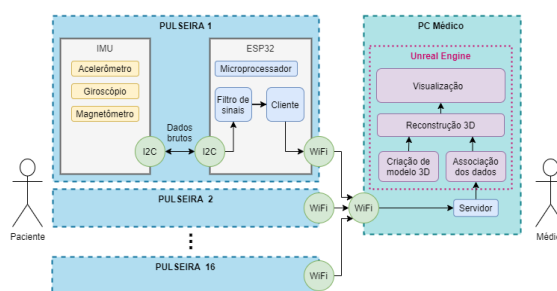 PULSEIRA 1
IMU
Acelerômetro
Giroscópio
Magnetômetro
I2C
Dados
brutos
ESP32
Microprocessador
Filtro de
sinais
Cliente
I2C
WiFi
PULSEIRA 2
WiFi
PULSEIRA 16
WiFi
WiFi
PC Médico
Unreal Engine
Visualização
Reconstrução 3D
Criação de
modelo 3D
Associação
dos dados
Servidor
Paciente
Médic